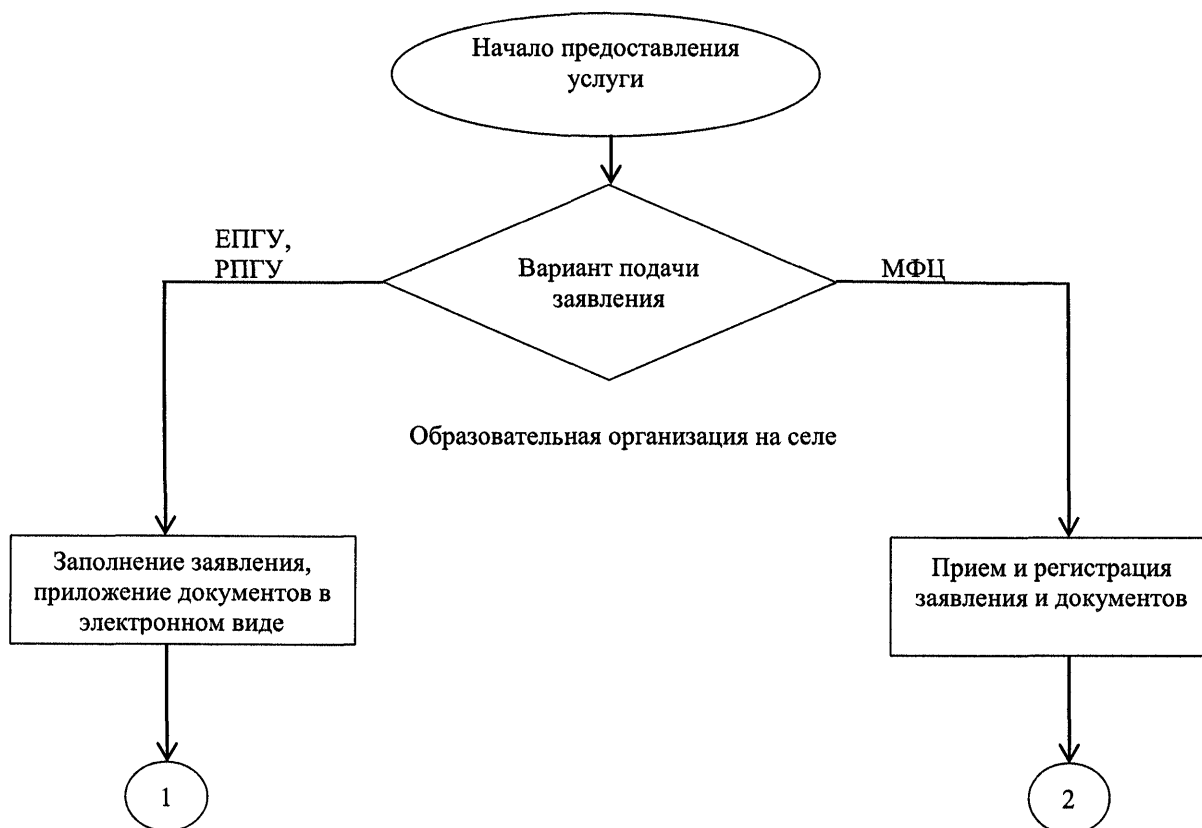 Начало предоставления
услуги
ЕПГУ,
РПГУ
Вариант подачи
заявления
МФЦ
Образовательная организация на селе
Заполнение заявления,
приложение документов в
электронном виде
Прием и регистрация
заявления и документов
1
2